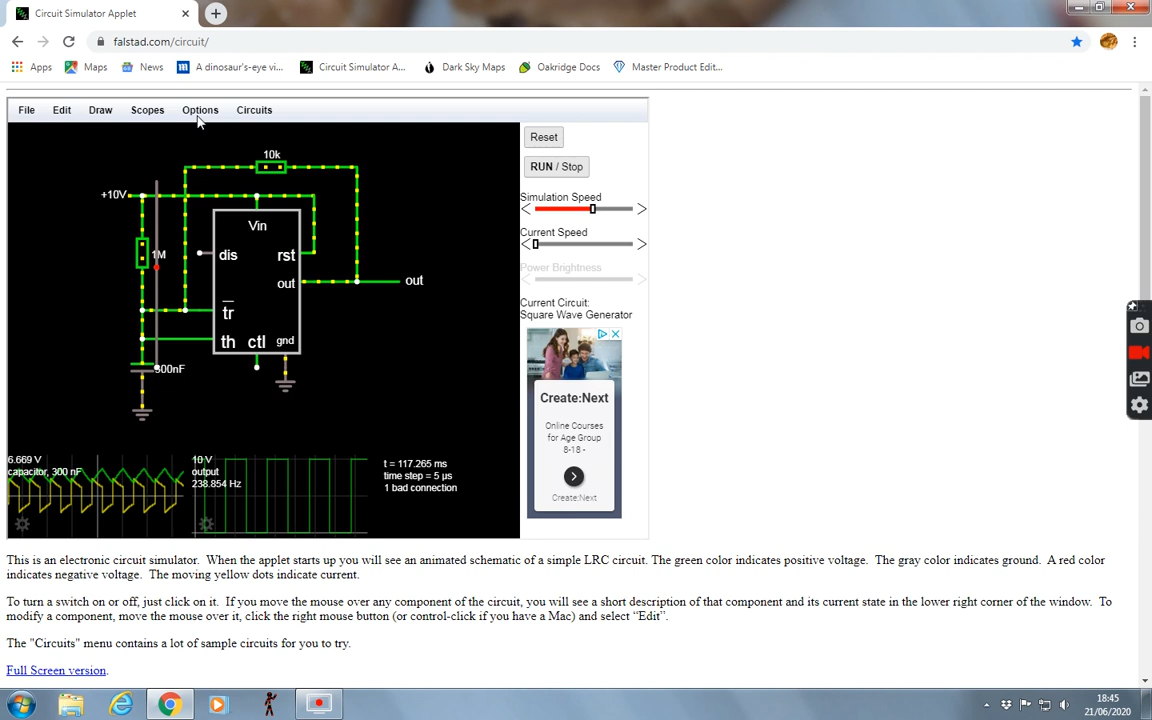 Circuit Simulator Applet
falstad.com/circuit/
Apps Maps News A dinosaur's-eye vi... Circuit Simulator A... Dark Sky Maps Oakridge Docs Master Product Edit...
File Edit Draw Scopes Options Circuits
Reset
RUN / Stop
Simulation Speed
Current Speed
Power Brightness
Current Circuit:
Square Wave Generator
Create:Next
Online Courses
for Age Group
8-18 -
Create:Next
10k
+10V
Vin
1M
dis rst
out out
tr
th ctl gnd
300nF
6.669 V
capacitor, 300 nF
10 V
output
238.854 Hz
t = 117.265 ms
time step = 5 µs
1 bad connection
This is an electronic circuit simulator. When the applet starts up you will see an animated schematic of a simple LRC circuit. The green color indicates positive voltage. The gray color indicates ground. A red color
indicates negative voltage. The moving yellow dots indicate current.
To turn a switch on or off, just click on it. If you move the mouse over any component of the circuit, you will see a short description of that component and its current state in the lower right corner of the window. To
modify a component, move the mouse over it, click the right mouse button (or control-click if you have a Mac) and select “Edit”.
The "Circuits" menu contains a lot of sample circuits for you to try.
Full Screen version.
18:45
21/06/2020